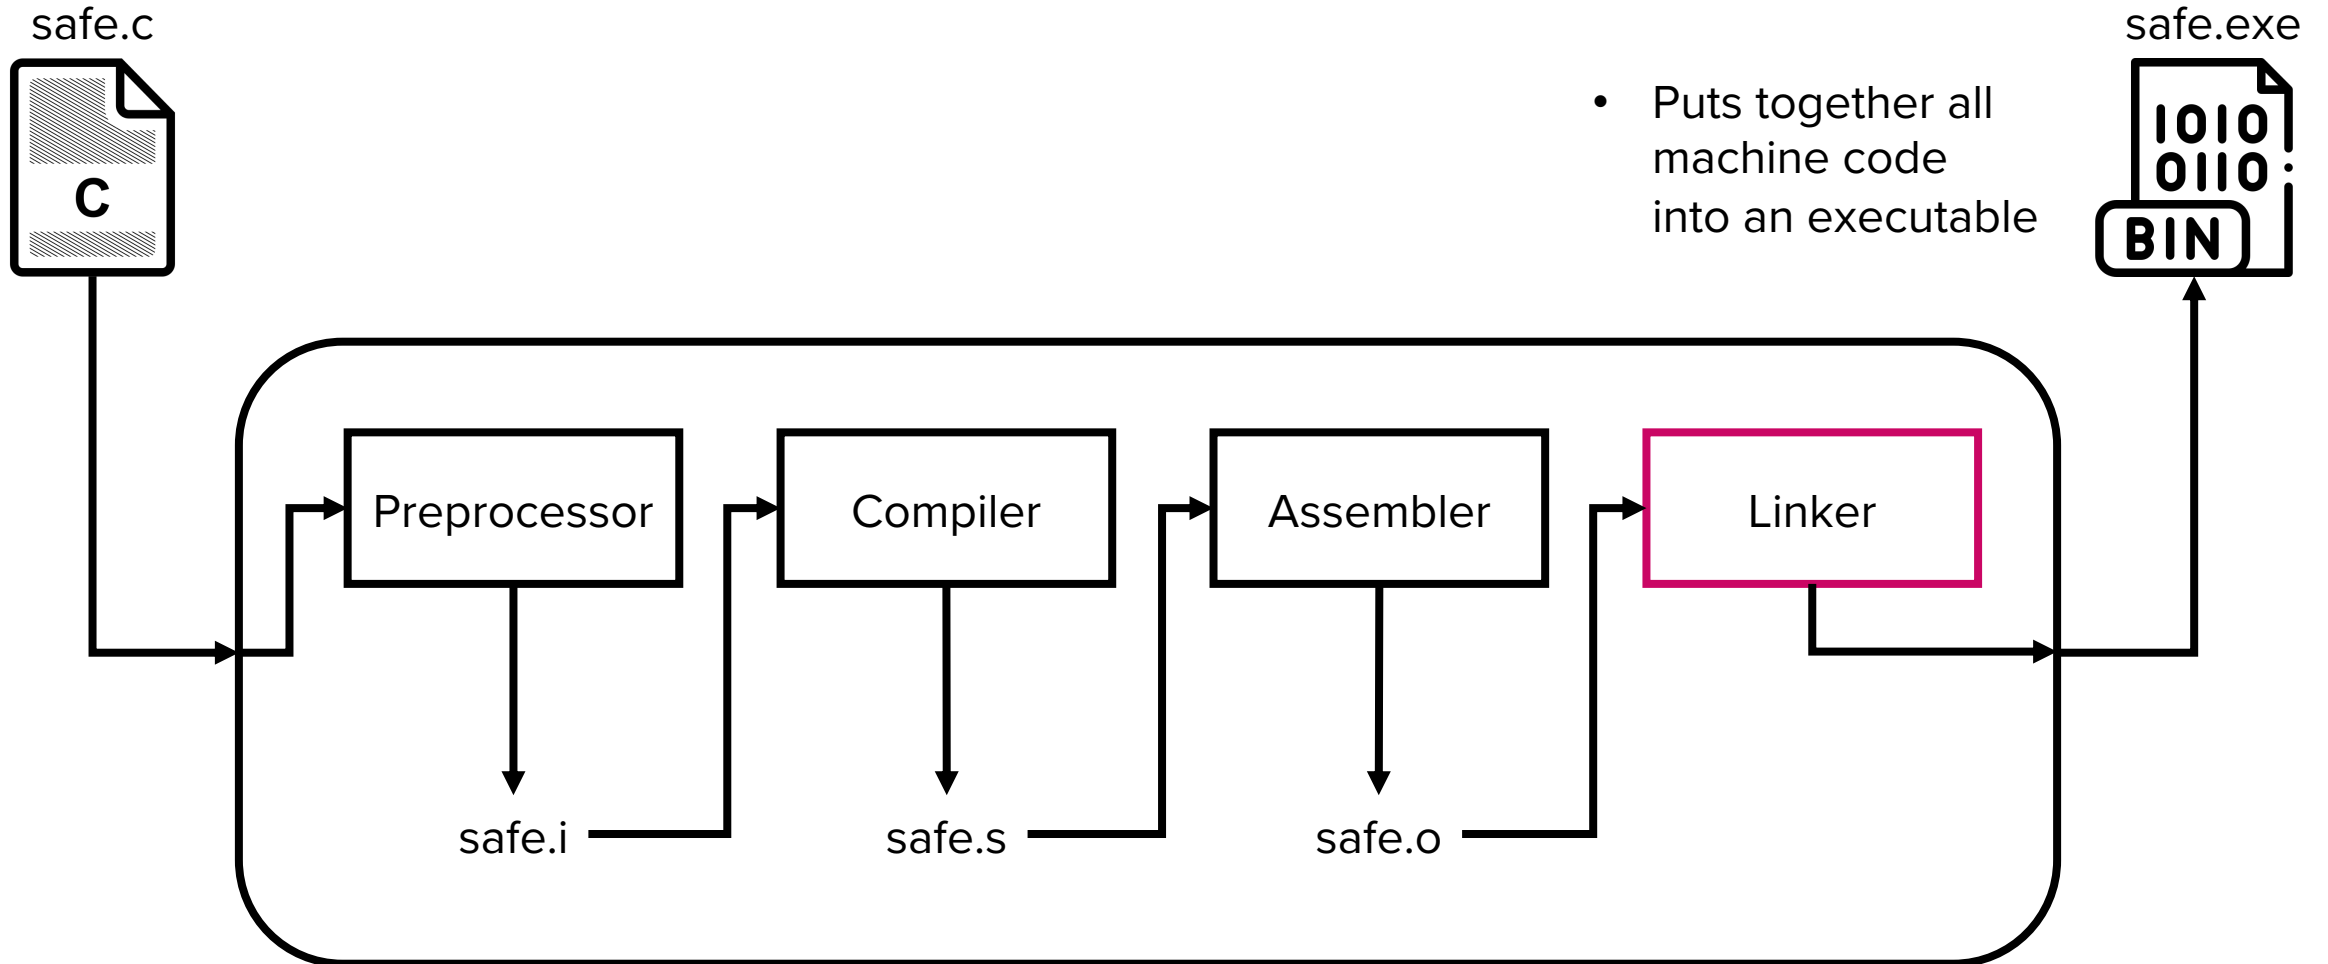 safe.c
C
• Puts together all
machine code
into an executable
safe.exe
1010
0110
BIN
Preprocessor
Compiler
Assembler
Linker
safe.i
safe.s
safe.o